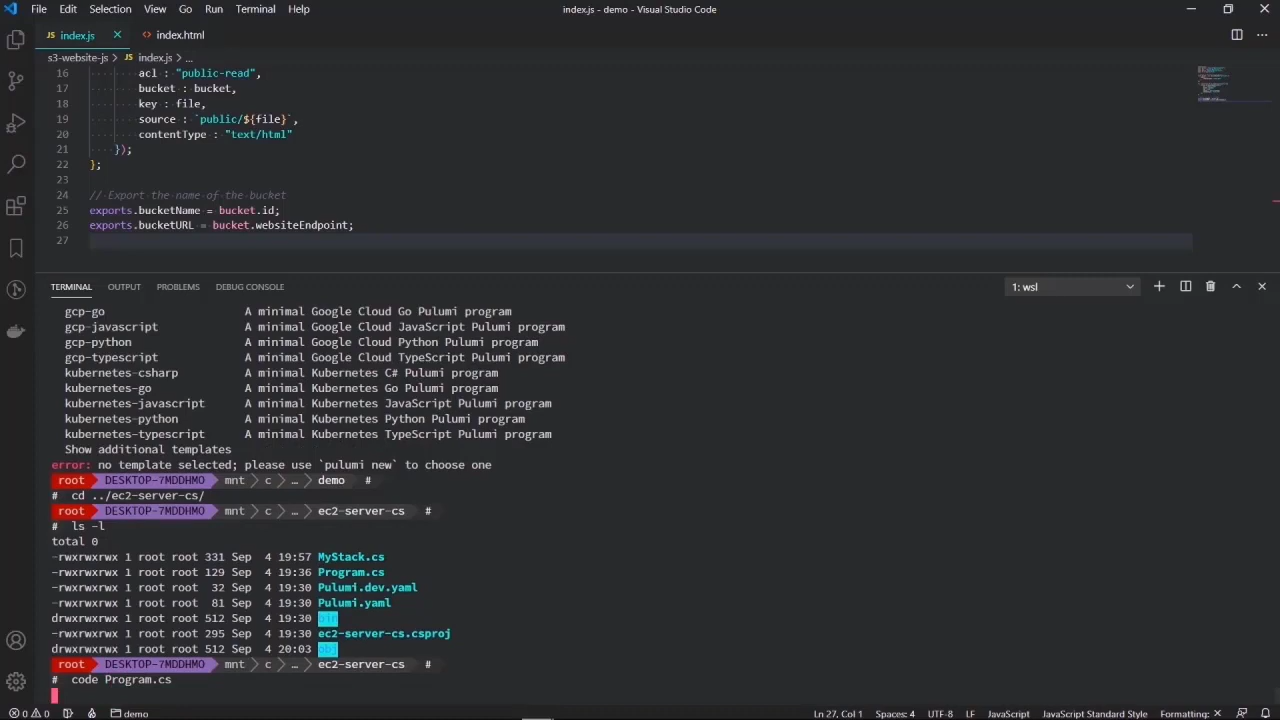 File Edit Selection View Go Run Terminal Help index.js - demo - Visual Studio Code
JS index.js <> index.html
s3-website-js > JS index.js > ...
16 acl : "public-read",
17 bucket : bucket,
18 key : file,
19 source : `public/${file}`,
20 contentType : "text/html"
21 });
22 };
23
24 // Export the name of the bucket
25 exports.bucketName = bucket.id;
26 exports.bucketURL = bucket.websiteEndpoint;
27
TERMINAL OUTPUT PROBLEMS DEBUG CONSOLE 1: wsl
gcp-go A minimal Google Cloud Go Pulumi program
gcp-javascript A minimal Google Cloud JavaScript Pulumi program
gcp-python A minimal Google Cloud Python Pulumi program
gcp-typescript A minimal Google Cloud TypeScript Pulumi program
kubernetes-csharp A minimal Kubernetes C# Pulumi program
kubernetes-go A minimal Kubernetes Go Pulumi program
kubernetes-javascript A minimal Kubernetes JavaScript Pulumi program
kubernetes-python A minimal Kubernetes Python Pulumi program
kubernetes-typescript A minimal Kubernetes TypeScript Pulumi program
Show additional templates
error: no template selected; please use `pulumi new` to choose one
root DESKTOP-7MDDHMO mnt > c > … > demo #
# cd ../ec2-server-cs/
root DESKTOP-7MDDHMO mnt > c > … > ec2-server-cs #
# ls -l
total 0
-rwxrwxrwx 1 root root 331 Sep 4 19:57 MyStack.cs
-rwxrwxrwx 1 root root 129 Sep 4 19:36 Program.cs
-rwxrwxrwx 1 root root 32 Sep 4 19:30 Pulumi.dev.yaml
-rwxrwxrwx 1 root root 81 Sep 4 19:30 Pulumi.yaml
drwxrwxrwx 1 root root 512 Sep 4 19:30 bin
-rwxrwxrwx 1 root root 295 Sep 4 19:30 ec2-server-cs.csproj
drwxrwxrwx 1 root root 512 Sep 4 20:03 obj
root DESKTOP-7MDDHMO mnt > c > … > ec2-server-cs #
# code Program.cs
0 0 demo Ln 27, Col 1 Spaces: 4 UTF-8 LF JavaScript JavaScript Standard Style Formatting: ×